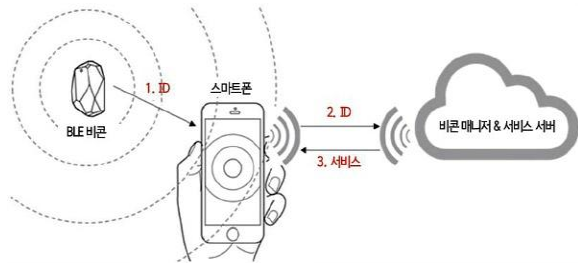 1. ID
스마트폰
BLE 비콘
2. ID
3. 서비스
비콘 매니저 & 서비스 서버